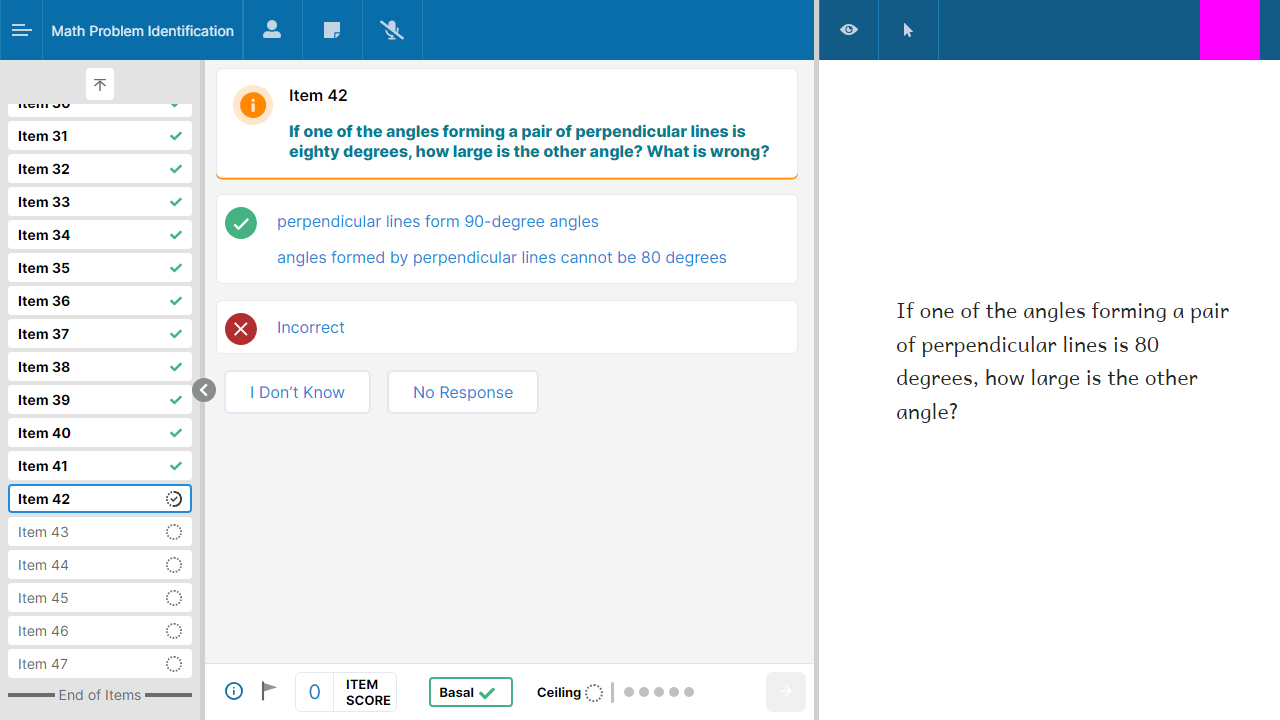 Math Problem Identification
Item 30
Item 31
Item 32
Item 33
Item 34
Item 35
Item 36
Item 37
Item 38
Item 39
Item 40
Item 41
Item 42
Item 43
Item 44
Item 45
Item 46
Item 47
End of Items
Item 42
If one of the angles forming a pair of perpendicular lines is
eighty degrees, how large is the other angle? What is wrong?
perpendicular lines form 90-degree angles
angles formed by perpendicular lines cannot be 80 degrees
Incorrect
I Don’t Know
No Response
0
ITEM
SCORE
Basal
Ceiling
If one of the angles forming a pair
of perpendicular lines is 80
degrees, how large is the other
angle?